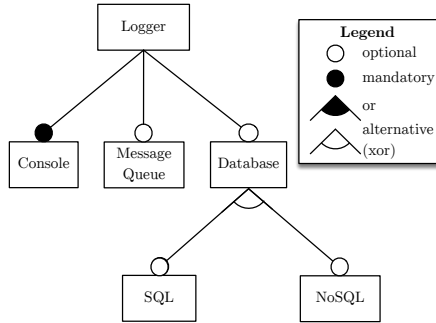 Logger
Legend
optional
mandatory
or
alternative
(xor)
Console
Message
Queue
Database
SQL
NoSQL